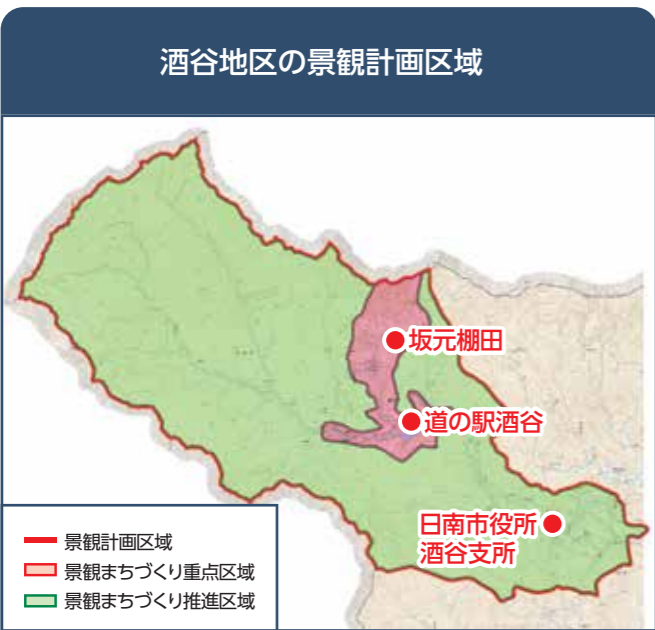 酒谷地区の景観計画区域
坂元棚田
道の駅酒谷
日南市役所
酒谷支所
景観計画区域
景観まちづくり重点区域
景観まちづくり推進区域